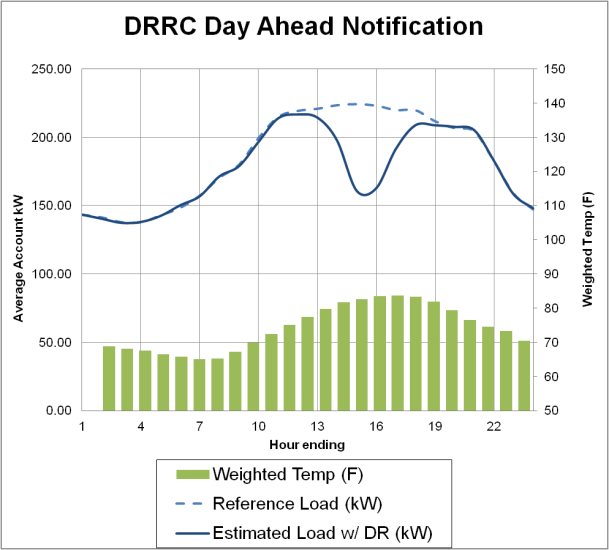 DRRC Day Ahead Notification
250.00
200.00
150.00
100.00
50.00
0.00
Average Account kW
150
140
130
120
110
100
90
80
70
60
50
Weighted Temp (F)
1 4 7 10 13 16 19 22
Hour ending
Weighted Temp (F)
Reference Load (kW)
Estimated Load w/ DR (kW)